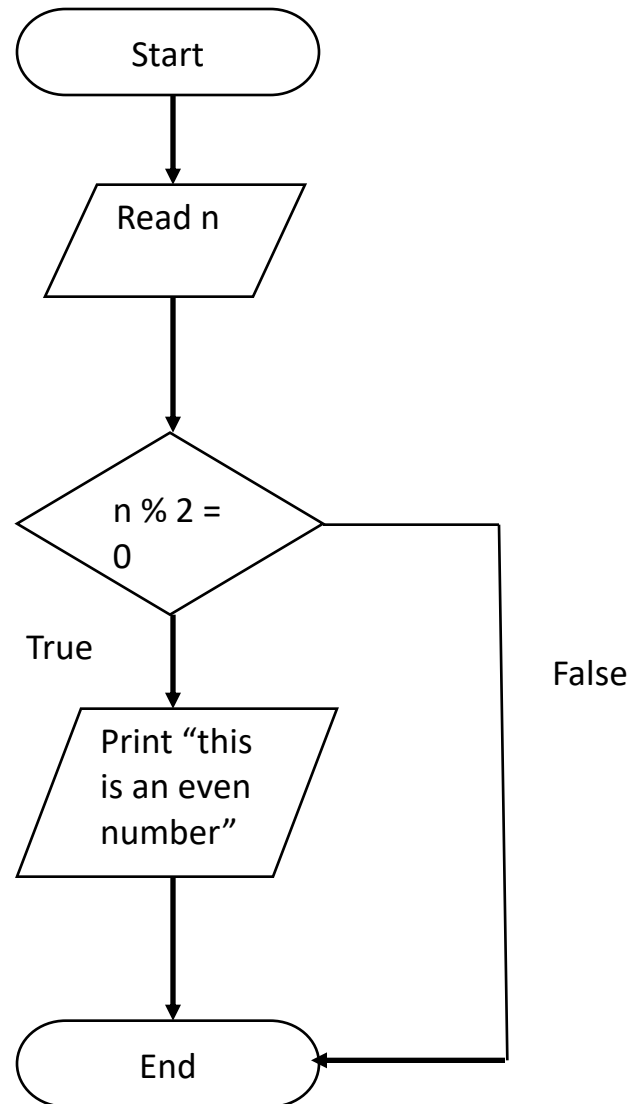 Start
Read n
n % 2 =
0
True
False
Print “this
is an even
number”
End